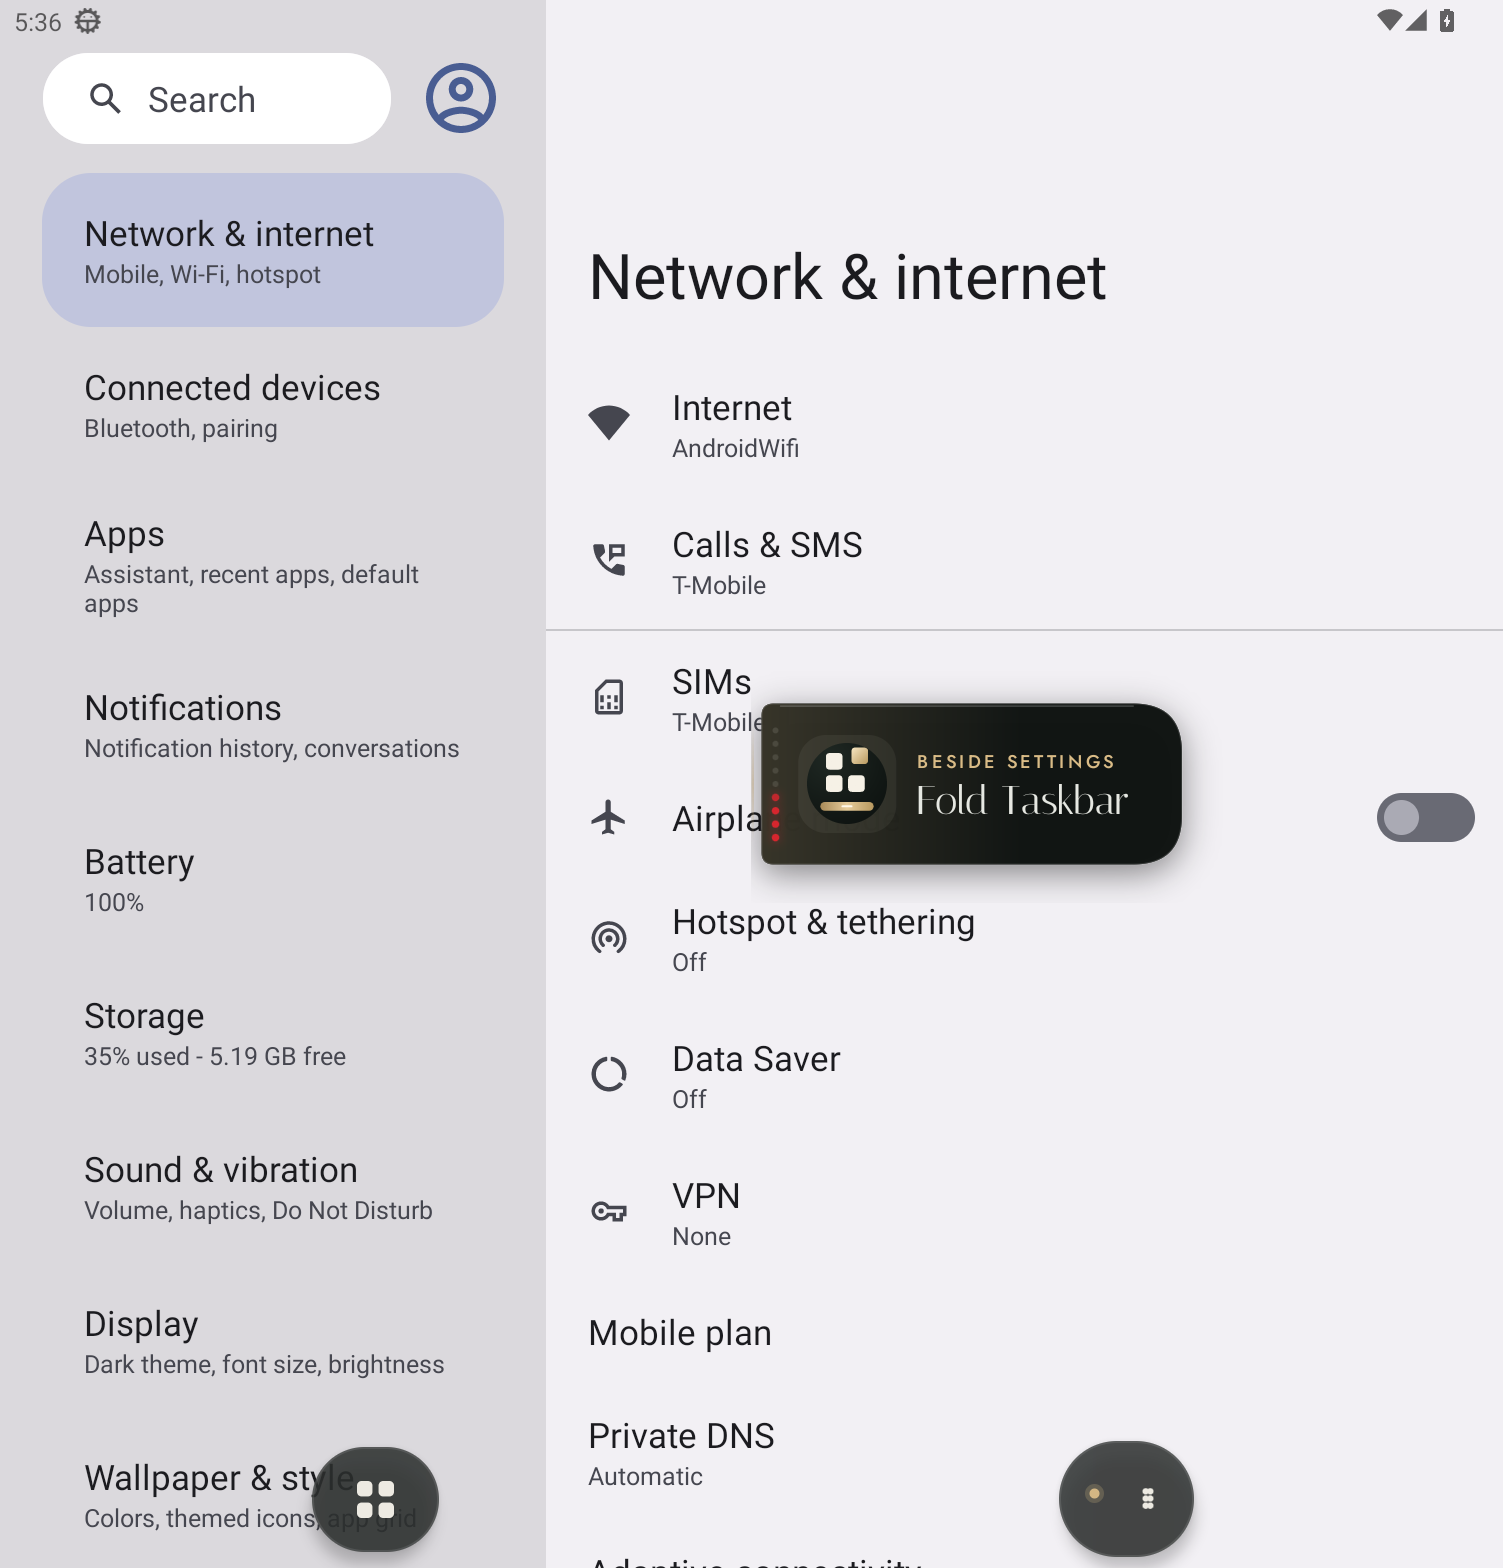 5:36
Search
Network & internet
Mobile, Wi-Fi, hotspot
Connected devices
Bluetooth, pairing
Apps
Assistant, recent apps, default
apps
Notifications
Notification history, conversations
Battery
100%
Storage
35% used - 5.19 GB free
Sound & vibration
Volume, haptics, Do Not Disturb
Display
Dark theme, font size, brightness
Wallpaper & style
Colors, themed icons, app grid
Network & internet
Internet
AndroidWifi
Calls & SMS
T-Mobile
SIMs
T-Mobile
BESIDE SETTINGS
Fold Taskbar
Hotspot & tethering
Off
Data Saver
Off
VPN
None
Mobile plan
Private DNS
Automatic
Adaptive connectivity